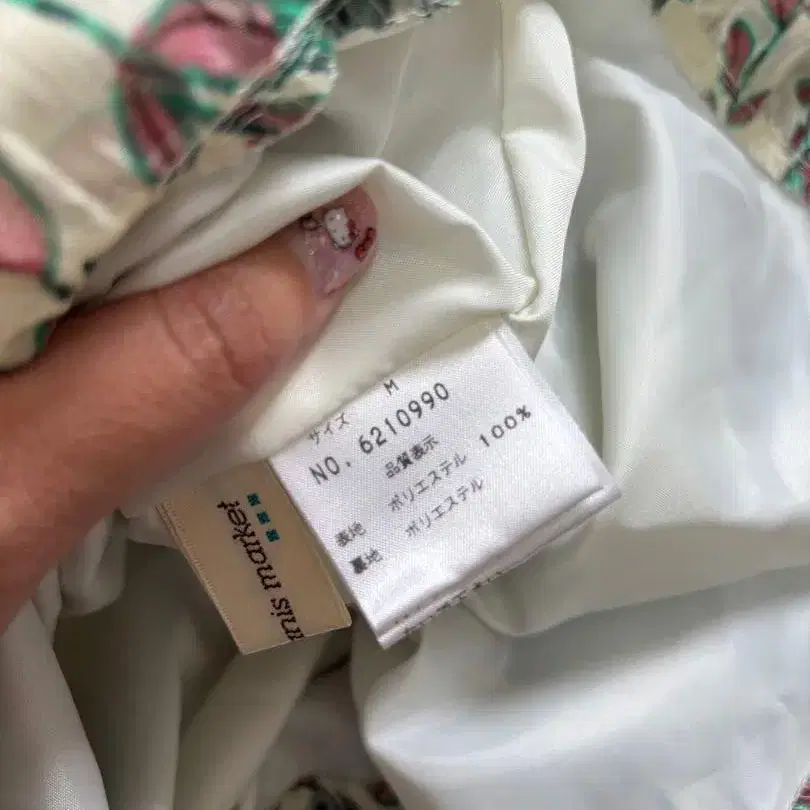 サイズ M
NO. 6210990
品質表示
表地 ポリエステル 100%
裏地 ポリエステル
nis market